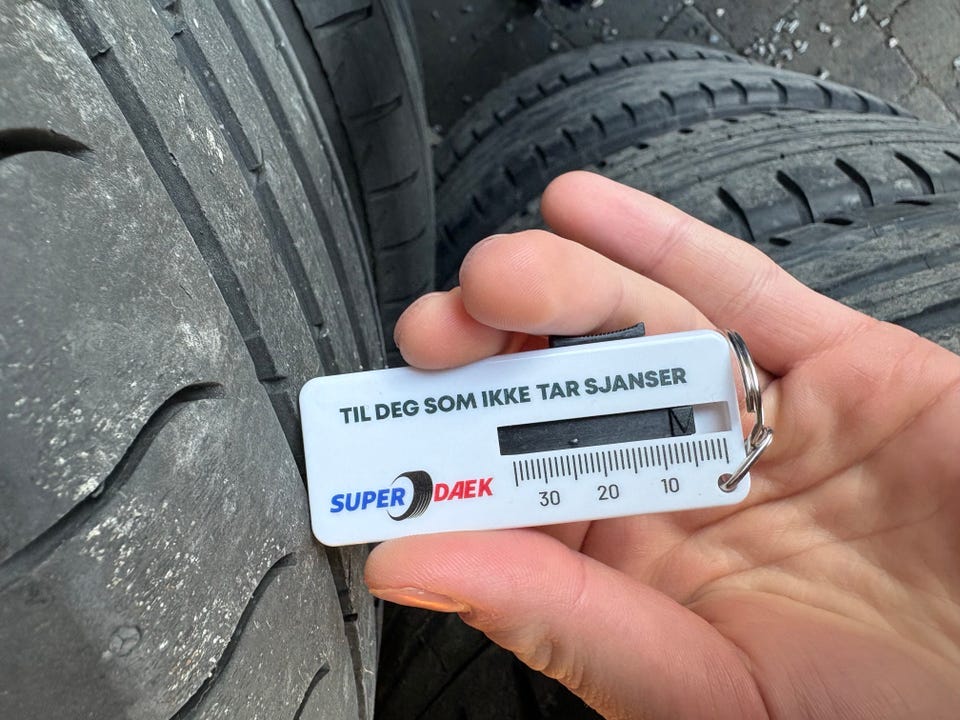 TIL DEG SOM IKKE TAR SJANSER
SUPER DAEK
30 20 10